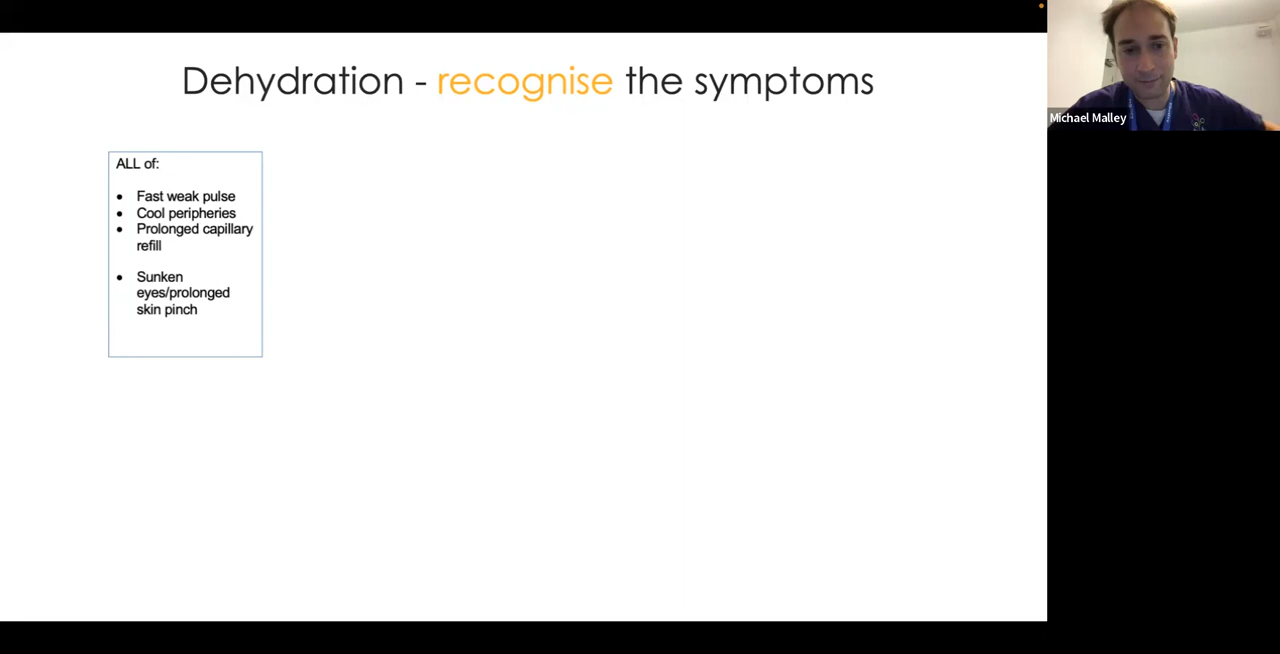 Dehydration - recognise the symptoms
Michael Malley
ALL of:
• Fast weak pulse
• Cool peripheries
• Prolonged capillary
refill
• Sunken
eyes/prolonged
skin pinch